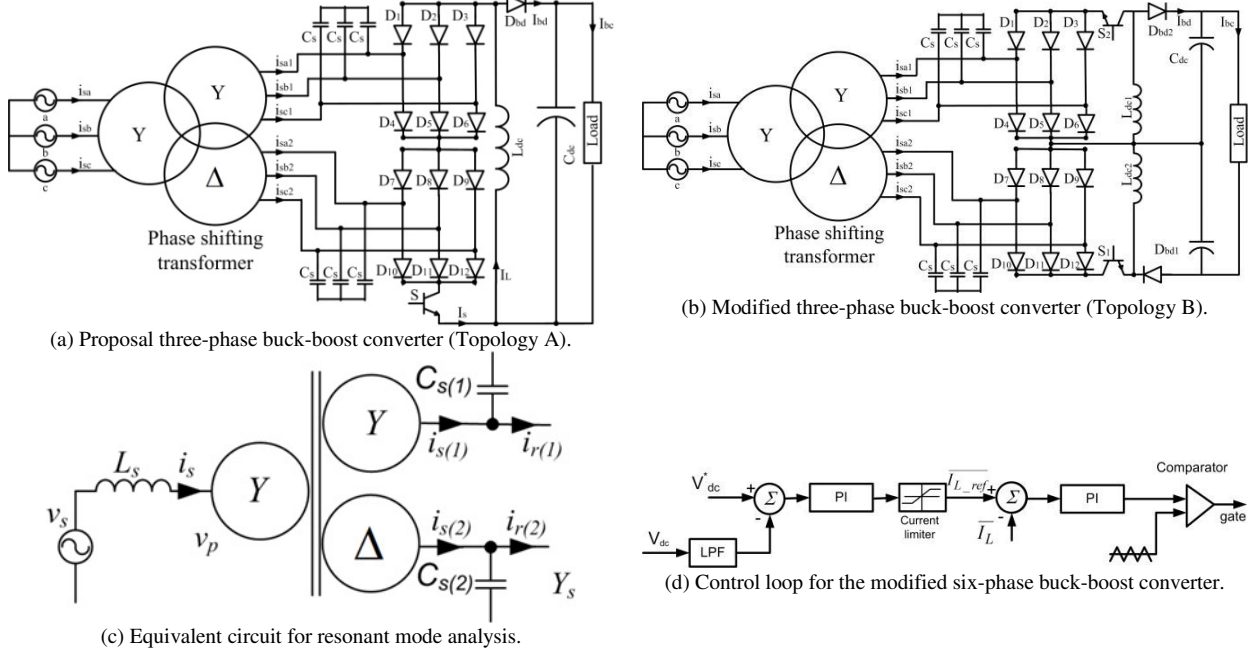 D1 D2 D3 Dbd Ibd Ibc
Cs Cs Cs
isa1
isb1
isc1
Y
isa
a
isb
b
isc
c
Y
D4 D5 D6
Ldc
Cdc
Load
isa2
isb2
isc2
Δ
D7 D8 D9
Phase shifting
transformer
Cs Cs Cs
D10 D11 D12
IL
S
Is
(a) Proposal three-phase buck-boost converter (Topology A).
D1 D2 D3
S2
Dbd2
Ibd
Ibc
Cs Cs Cs
Cdc
isa1
isb1
isc1
Y
Ldc1
isa
a
isb
b
isc
c
Y
D4 D5 D6
Load
isa2
isb2
isc2
Δ
D7 D8 D9
Ldc2
Phase shifting
transformer
Cs Cs Cs
D10 D11 D12
S1
Dbd1
(b) Modified three-phase buck-boost converter (Topology B).
Cs(1)
Y
is(1) ir(1)
Ls is
Y
vs
vp
Δ
is(2) ir(2)
Cs(2)
Ys
(c) Equivalent circuit for resonant mode analysis.
V*dc
+
Σ
-
PI
Current
limiter
IL_ref
+
Σ
-
IL
PI
Comparator
gate
Vdc
LPF
(d) Control loop for the modified six-phase buck-boost converter.